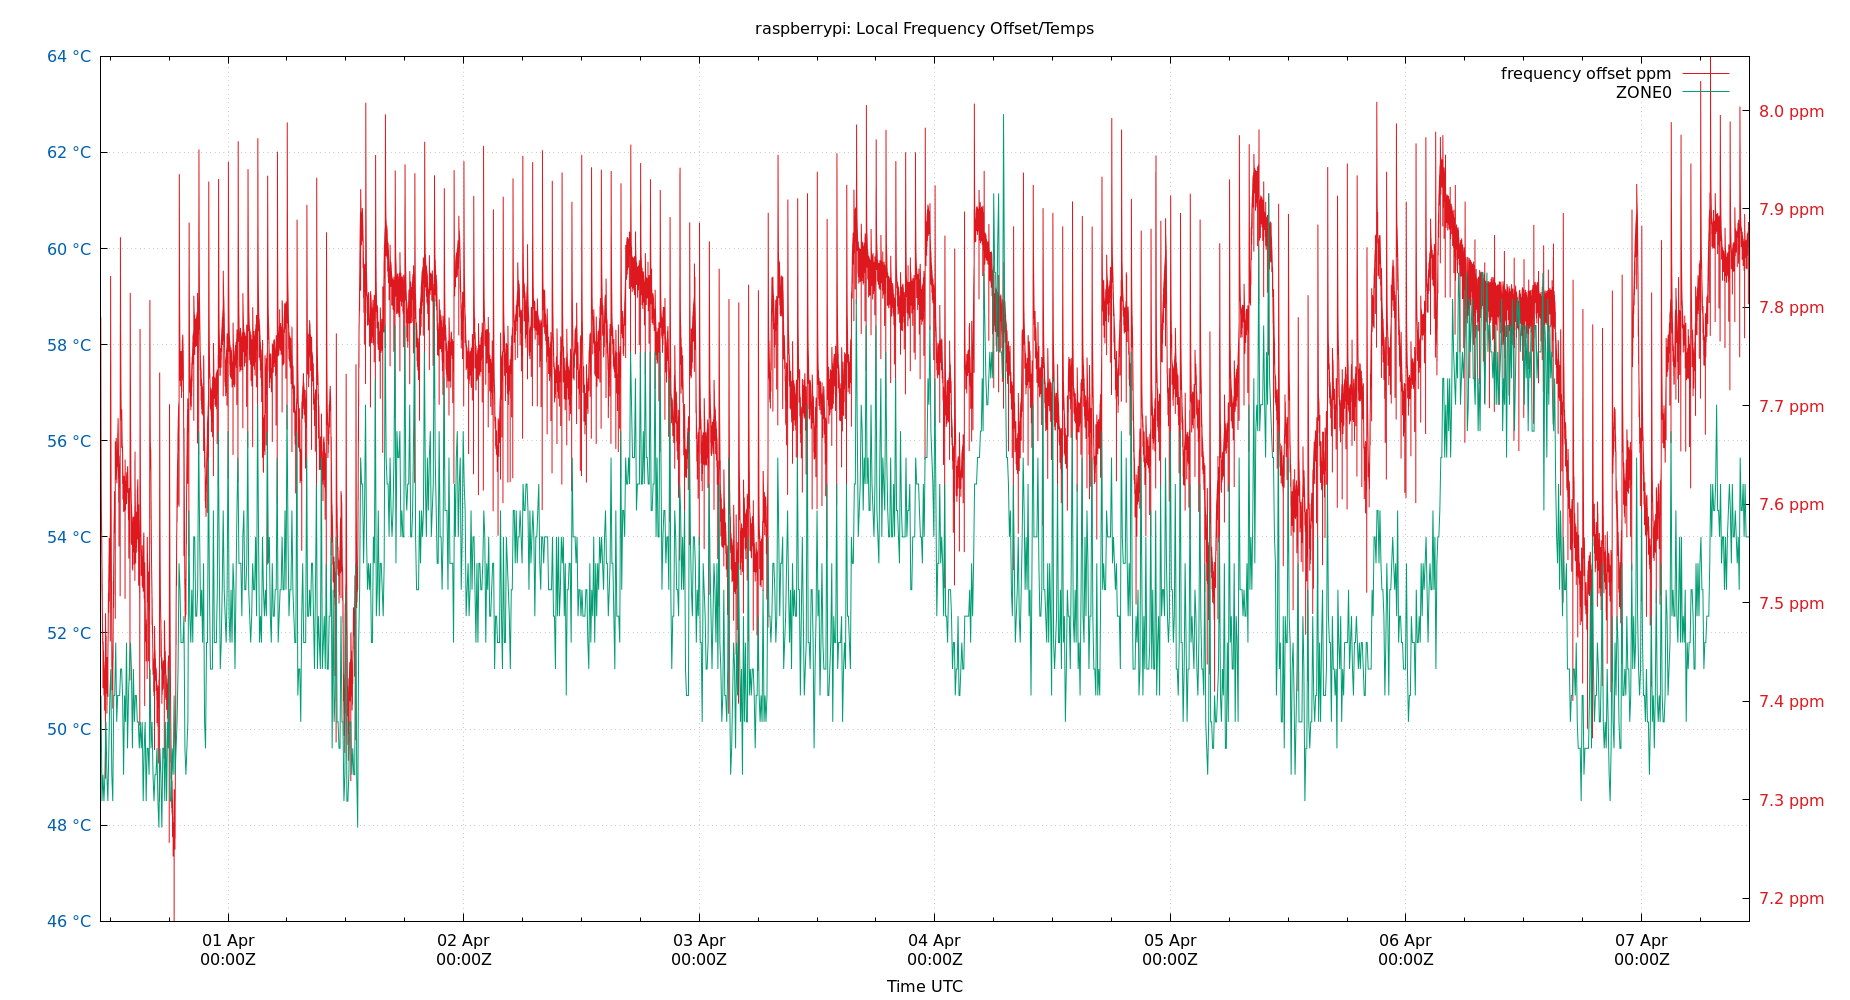 raspberrypi: Local Frequency Offset/Temps
64 °C
62 °C
60 °C
58 °C
56 °C
54 °C
52 °C
50 °C
48 °C
46 °C
frequency offset ppm
ZONE0
8.0 ppm
7.9 ppm
7.8 ppm
7.7 ppm
7.6 ppm
7.5 ppm
7.4 ppm
7.3 ppm
7.2 ppm
01 Apr
00:00Z
02 Apr
00:00Z
03 Apr
00:00Z
04 Apr
00:00Z
05 Apr
00:00Z
06 Apr
00:00Z
07 Apr
00:00Z
Time UTC